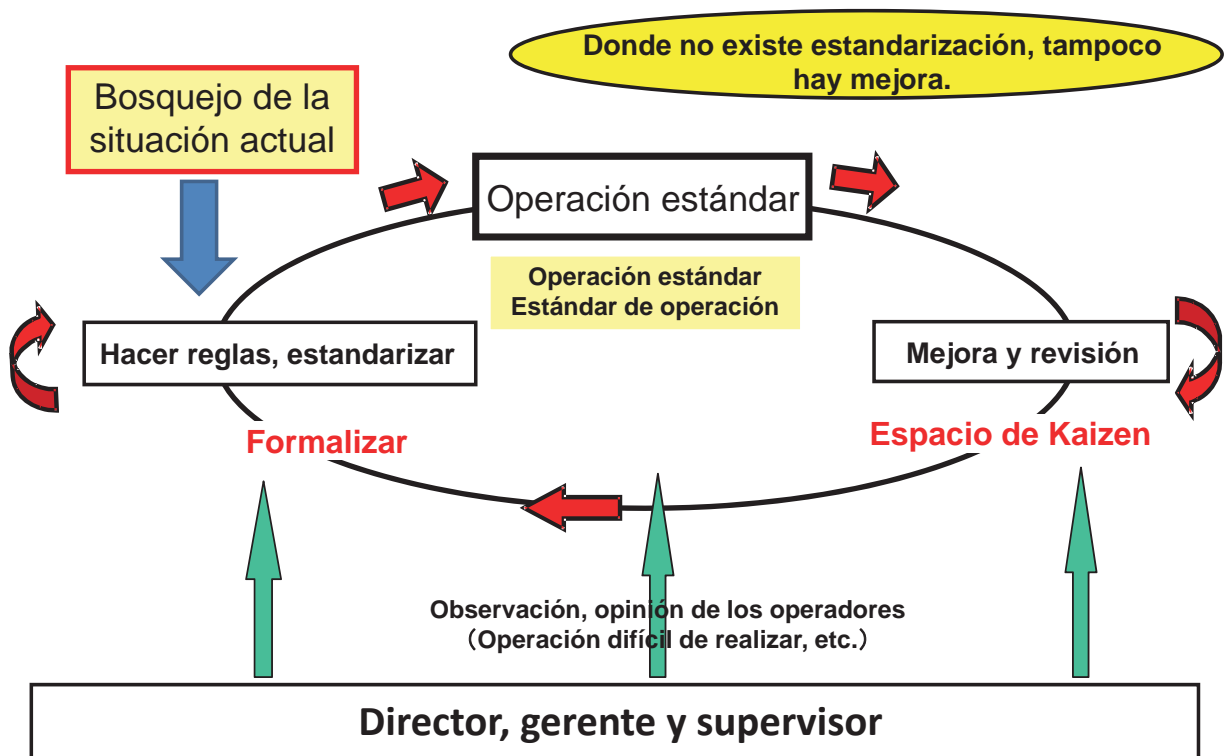 Donde no existe estandarización, tampoco
hay mejora.
Bosquejo de la
situación actual
Operación estándar
Operación estándar
Estándar de operación
Hacer reglas, estandarizar
Mejora y revisión
Formalizar
Espacio de Kaizen
Observación, opinión de los operadores
（Operación difícil de realizar, etc.）
Director, gerente y supervisor